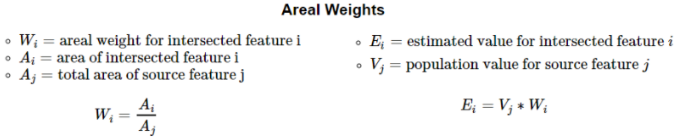 Areal Weights
∘ Wᵢ = areal weight for intersected feature i
∘ Aᵢ = area of intersected feature i
∘ Aⱼ = total area of source feature j
Wᵢ = Aᵢ / Aⱼ
∘ Eᵢ = estimated value for intersected feature i
∘ Vⱼ = population value for source feature j
Eᵢ = Vⱼ * Wᵢ